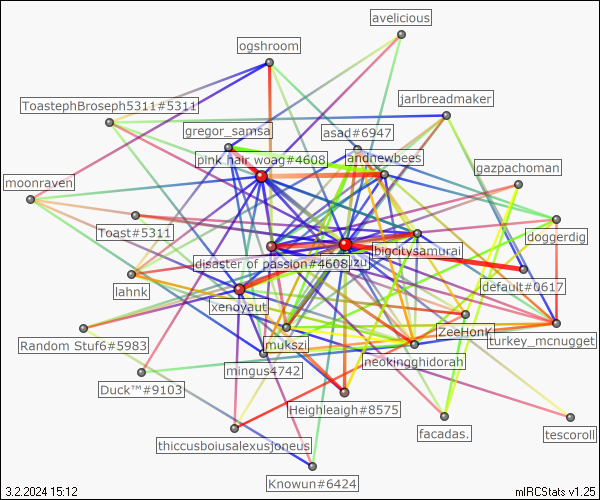 avelicious
ogshroom
ToastephBroseph5311#5311
jarlbreadmaker
gregor_samsa
asad#6947
pink hair woag#4608
andnewbees
gazpachoman
moonraven
Toast#5311
doggerdig
bigcitysamurai
disaster of passion#4608
zu
lahnk
default#0617
xenoyaut
ZeeHonk
turkey_mcnugget
Random Stuf6#5983
mukszi
neokingghidorah
mingus4742
Duck™#9103
Heighleaigh#8575
facadas.
tescoroll
thiccusboiusalexusjoneus
Knowun#6424
3.2.2024 15:12
mIRCStats v1.25